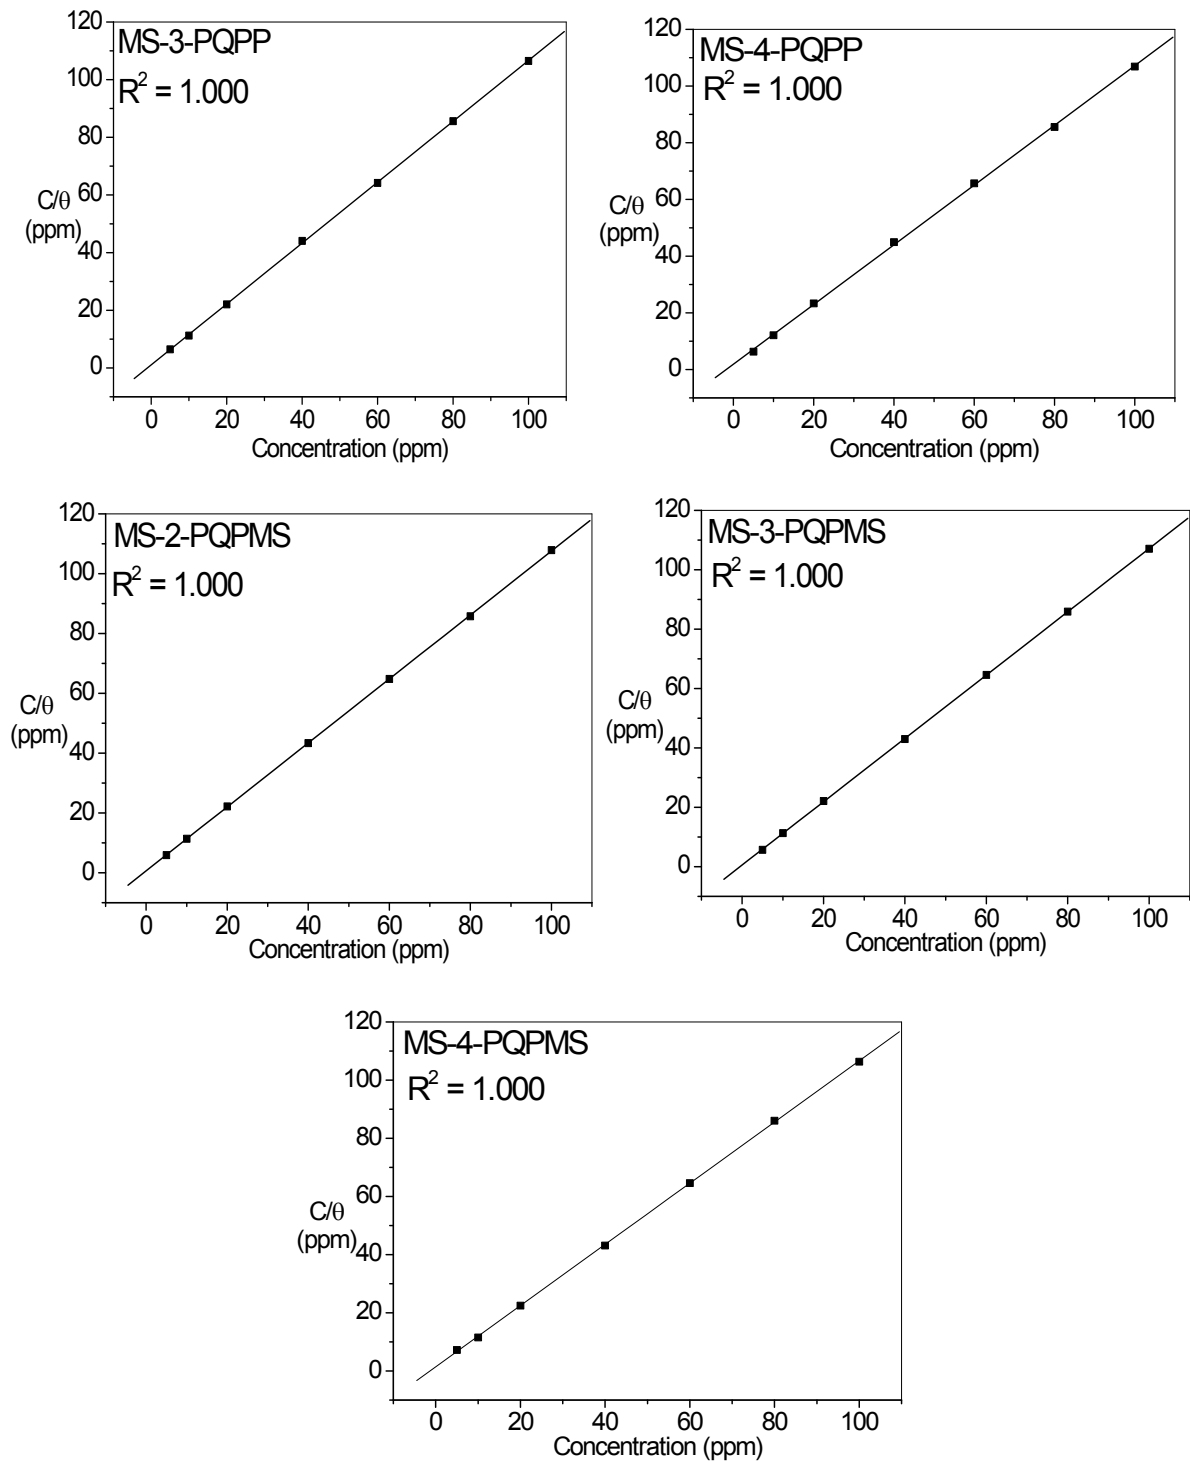 MS-3-PQPP
R² = 1.000
120
100
80
60
40
20
0
C/θ
(ppm)
0 20 40 60 80 100
Concentration (ppm)
MS-4-PQPP
R² = 1.000
120
100
80
60
40
20
0
C/θ
(ppm)
0 20 40 60 80 100
Concentration (ppm)
MS-2-PQPMS
R² = 1.000
120
100
80
60
40
20
0
C/θ
(ppm)
0 20 40 60 80 100
Concentration (ppm)
MS-3-PQPMS
R² = 1.000
120
100
80
60
40
20
0
C/θ
(ppm)
0 20 40 60 80 100
Concentration (ppm)
MS-4-PQPMS
R² = 1.000
120
100
80
60
40
20
0
C/θ
(ppm)
0 20 40 60 80 100
Concentration (ppm)